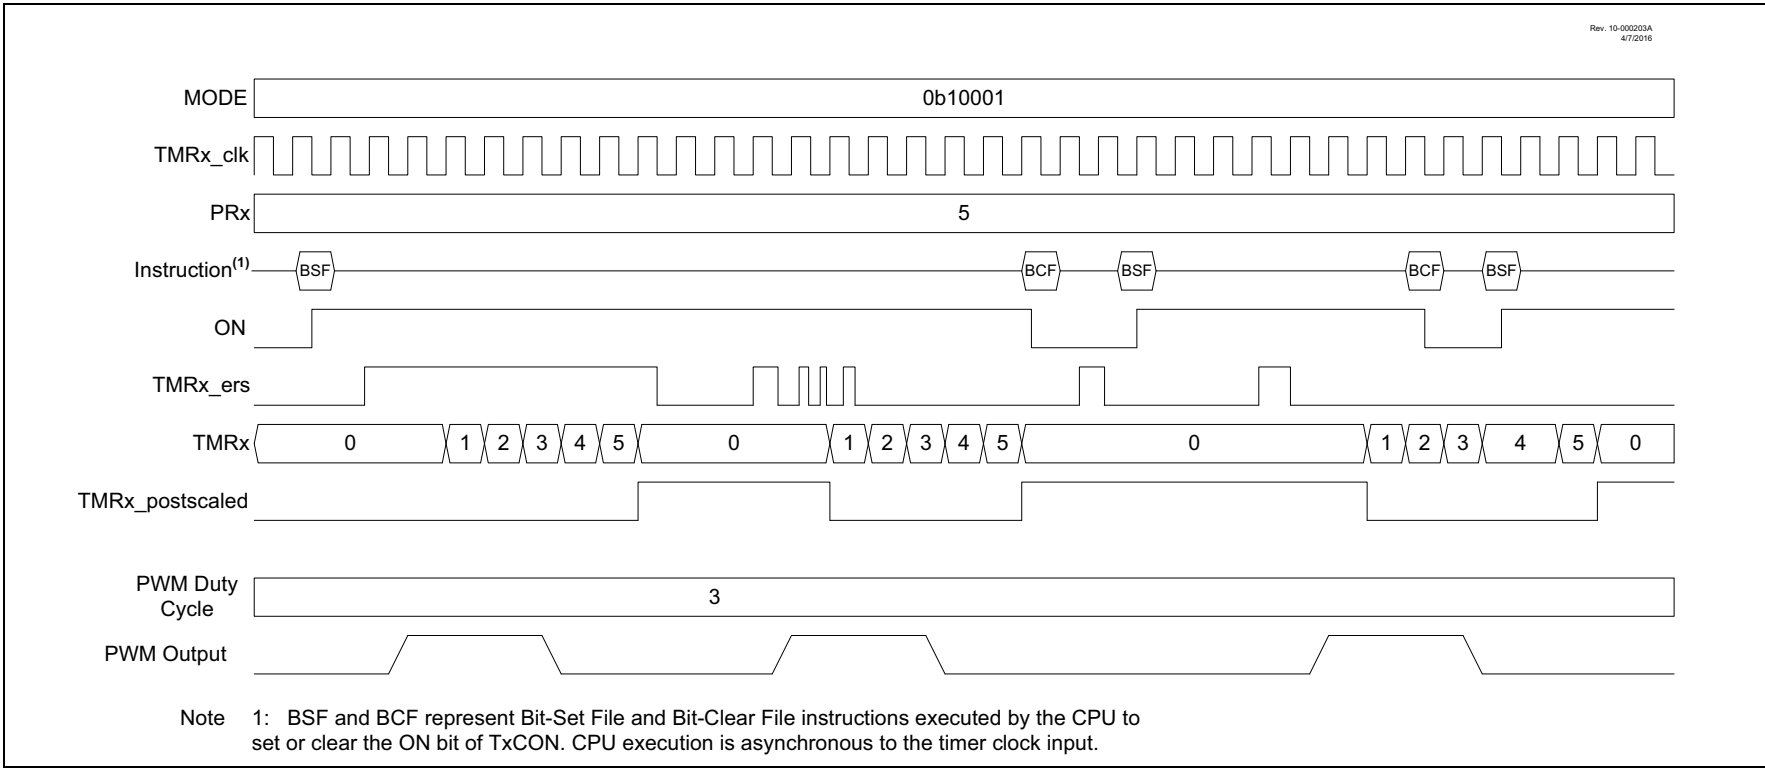 Rev. 10-000203A
4/7/2016
MODE 0b10001
TMRx_clk
PRx 5
Instruction(1) BSF BCF BSF BCF BSF
ON
TMRx_ers
TMRx 0 1 2 3 4 5 0 1 2 3 4 5 0 1 2 3 4 5 0
TMRx_postscaled
PWM Duty
Cycle 3
PWM Output
Note 1: BSF and BCF represent Bit-Set File and Bit-Clear File instructions executed by the CPU to
set or clear the ON bit of TxCON. CPU execution is asynchronous to the timer clock input.